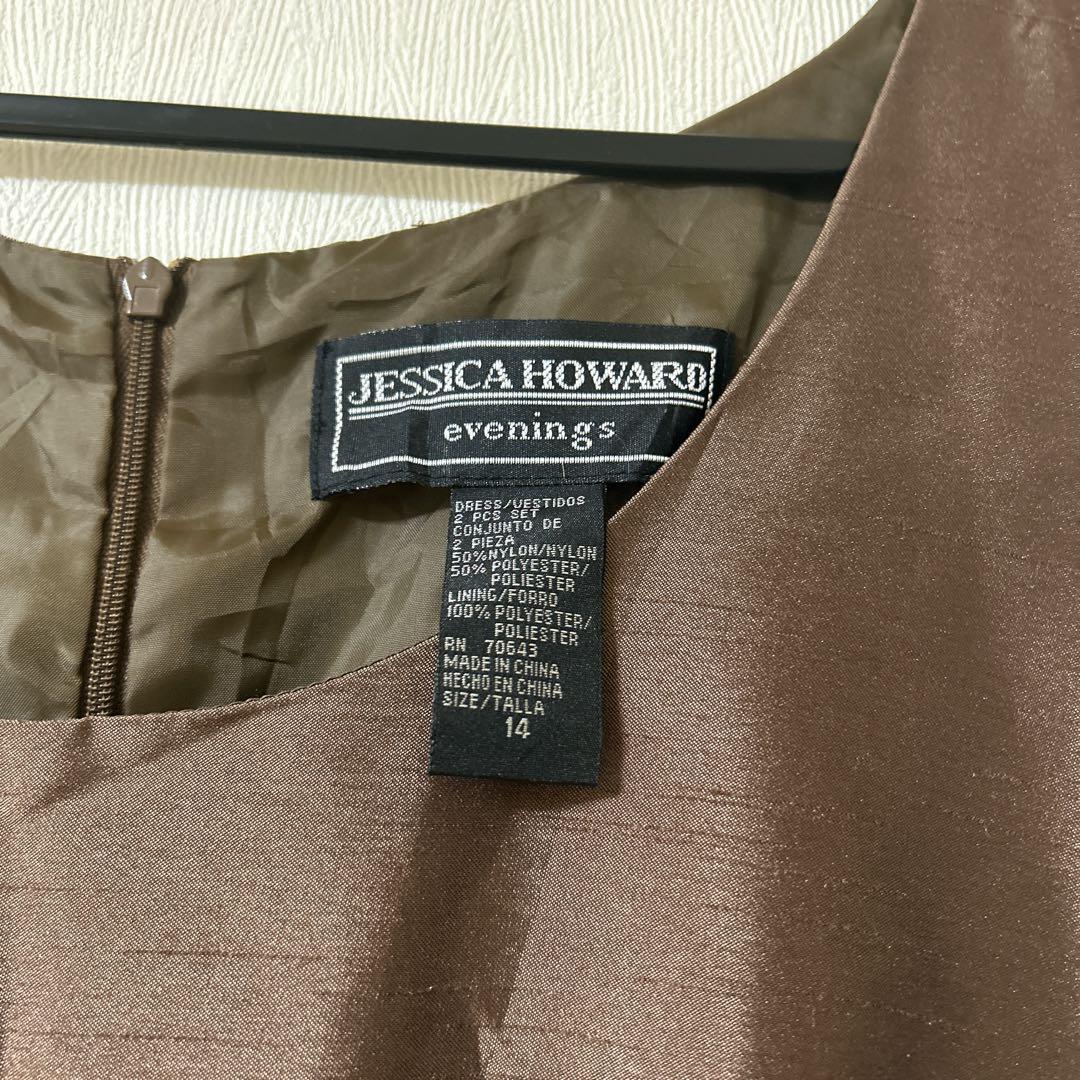 JESSICA HOWARD
evenings
DRESS/VESTIDOS
2 PCS SET
CONJUNTO DE
2 PIEZA
50%NYLON/NYLON
50% POLYESTER/
POLIESTER
LINING/FORRO
100% POLYESTER/
POLIESTER
RN 70643
MADE IN CHINA
HECHO EN CHINA
SIZE/TALLA
14